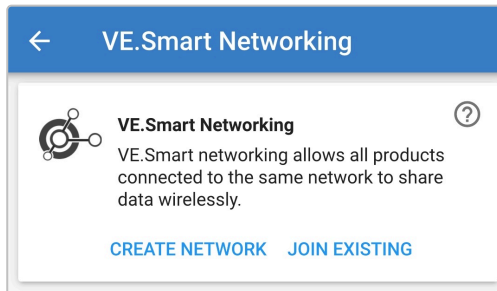 VE.Smart Networking
VE.Smart Networking
VE.Smart networking allows all products
connected to the same network to share
data wirelessly.
CREATE NETWORK JOIN EXISTING